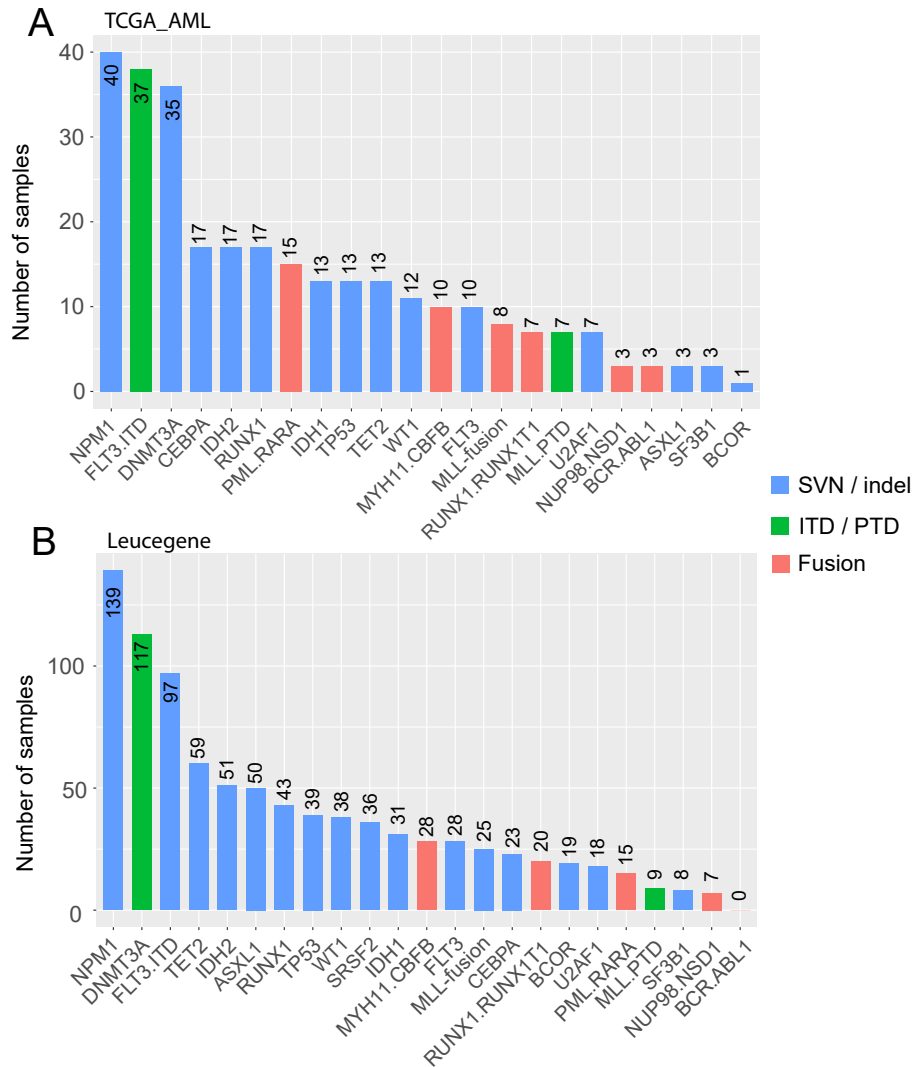 A
TCGA_AML
Number of samples
40
30
20
10
0
40
37
35
17
17
17
15
13
13
13
12
10
10
8
7
7
7
3
3
3
3
1
NPM1
FLT3.ITD
DNMT3A
CEBPA
IDH2
RUNX1
PML.RARA
IDH1
TP53
TET2
WT1
MYH11.CBFB
FLT3
MLL-fusion
RUNX1.RUNX1T1
MLL.PTD
U2AF1
NUP98.NSD1
BCR.ABL1
ASXL1
SF3B1
BCOR
SVN / indel
ITD / PTD
Fusion
B
Leucegene
Number of samples
100
50
0
139
117
97
59
51
50
43
39
38
36
31
28
28
25
23
20
19
18
15
9
8
7
0
NPM1
DNMT3A
FLT3.ITD
TET2
IDH2
ASXL1
RUNX1
TP53
WT1
SRSF2
IDH1
MYH11.CBFB
FLT3
MLL-fusion
CEBPA
RUNX1.RUNX1T1
BCOR
U2AF1
PML.RARA
MLL.PTD
SF3B1
NUP98.NSD1
BCR.ABL1